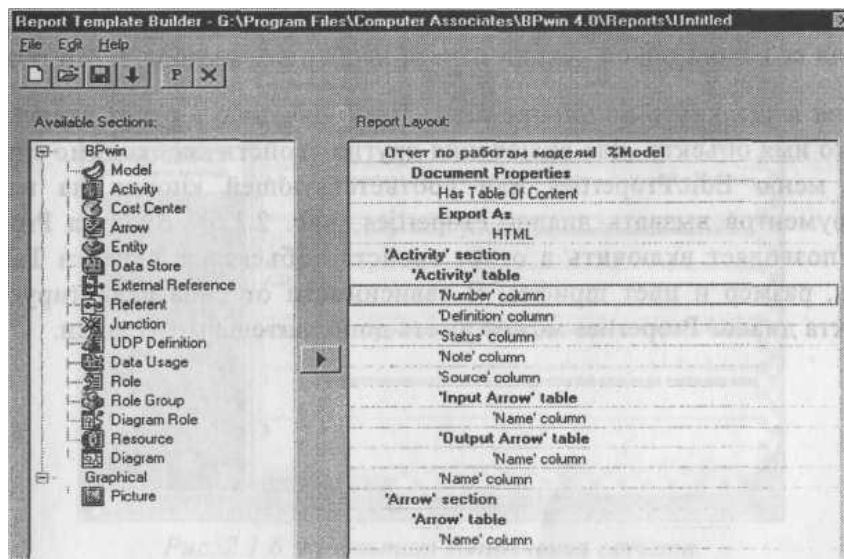 Report Template Builder - G:\Program Files\Computer Associates\BPwin 4.0\Reports\Untitled
File Edit Help
P
Available Sections:
BPwin
Model
Activity
Cost Center
Arrow
Entity
Data Store
External Reference
Referent
Junction
UDP Definition
Data Usage
Role
Role Group
Diagram Role
Resource
Diagram
Graphical
Picture
Report Layout:
Отчет по работам модели! %Model
Document Properties
Has Table Of Content
Export As
HTML
'Activity' section
'Activity' table
'Number' column
'Definition' column
'Status' column
'Note' column
'Source' column
'Input Arrow' table
'Name' column
'Output Arrow' table
'Name' column
'Name' column
'Arrow' section
'Arrow' table
'Name' column